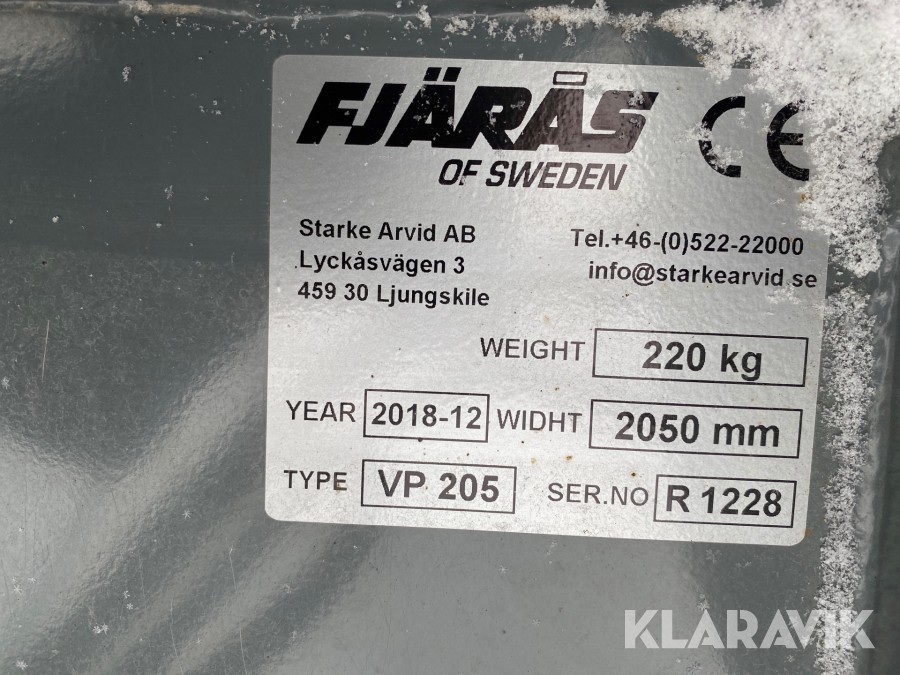 FJÄRÅS
OF SWEDEN
CE
Starke Arvid AB
Lyckåsvägen 3
459 30 Ljungskile
Tel.+46-(0)522-22000
info@starkearvid.se
WEIGHT 220 kg
YEAR 2018-12 WIDHT 2050 mm
TYPE VP 205 SER.NO R 1228
KLARAVIK